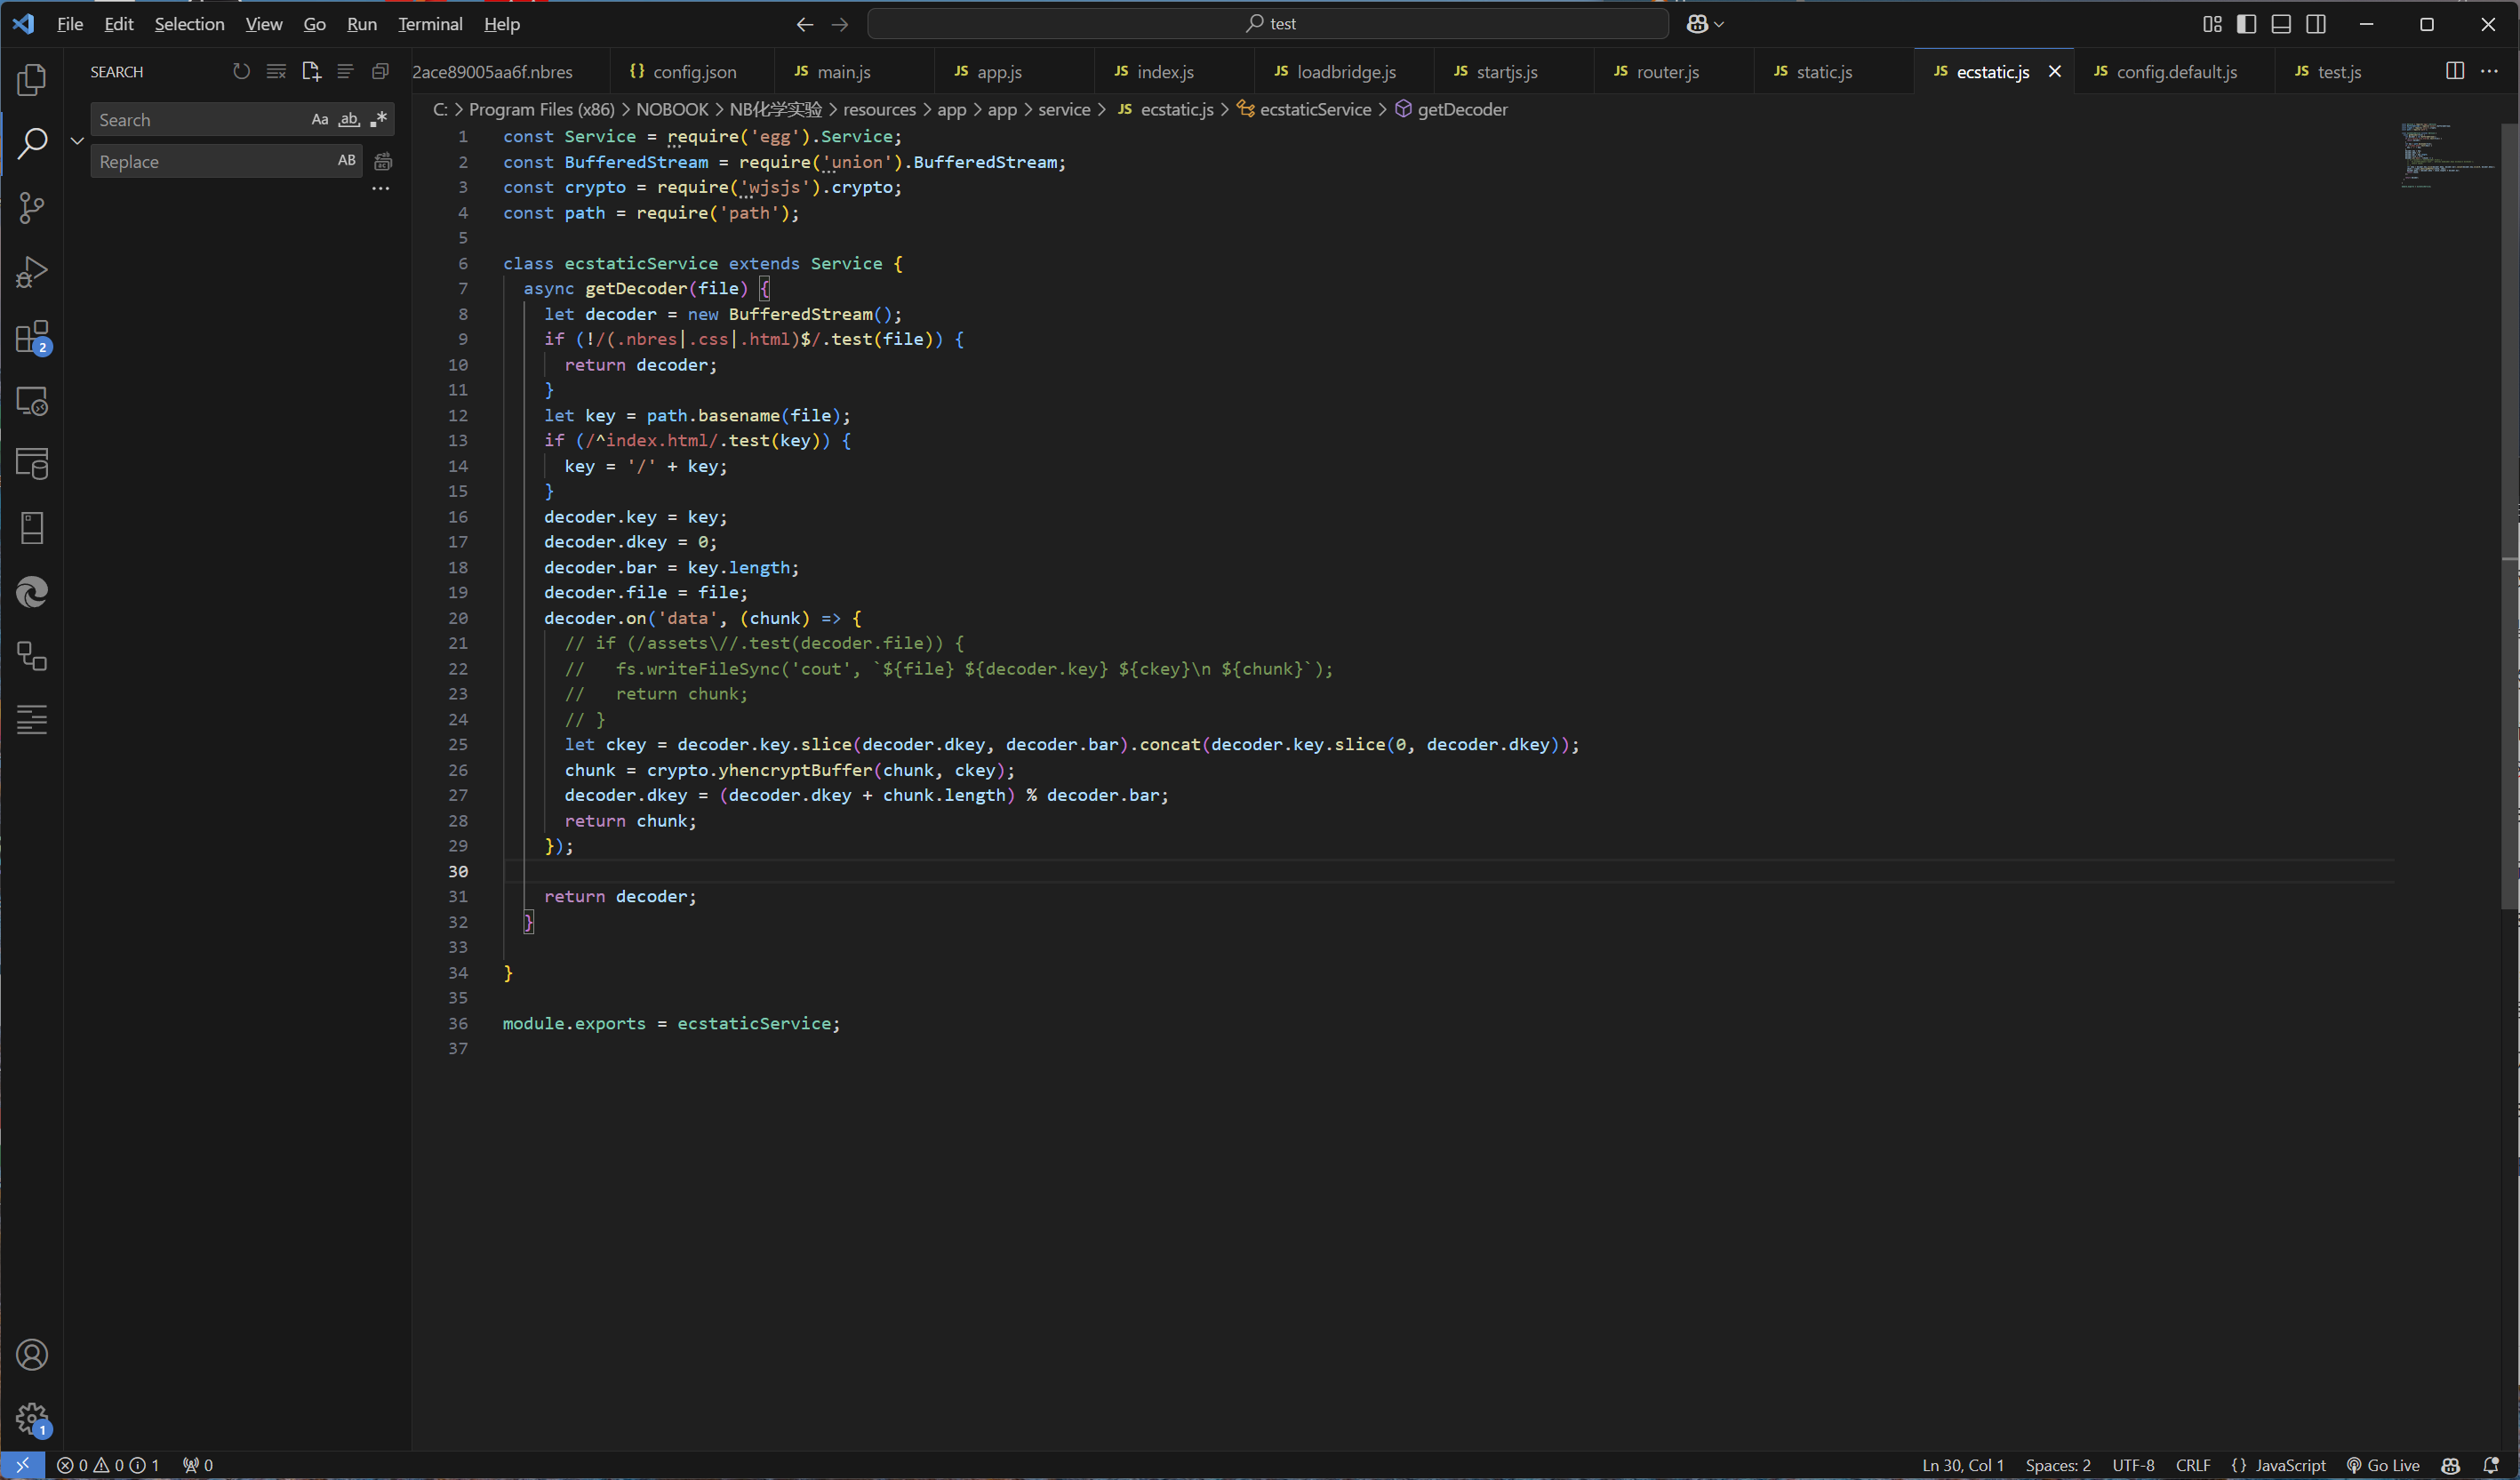 File Edit Selection View Go Run Terminal Help
test
SEARCH
Search
Aa ab
Replace
AB
2ace89005aa6f.nbres
{} config.json
JS main.js
JS app.js
JS index.js
JS loadbridge.js
JS startjs.js
JS router.js
JS static.js
JS ecstatic.js
JS config.default.js
JS test.js
C: > Program Files (x86) > NOBOOK > NB化学实验 > resources > app > app > service > JS ecstatic.js > ecstaticService > getDecoder
1 const Service = require('egg').Service;
2 const BufferedStream = require('union').BufferedStream;
3 const crypto = require('wjsjs').crypto;
4 const path = require('path');
5
6 class ecstaticService extends Service {
7 async getDecoder(file) {
8 let decoder = new BufferedStream();
9 if (!/(.nbres|.css|.html)$/.test(file)) {
10 return decoder;
11 }
12 let key = path.basename(file);
13 if (/^index.html/.test(key)) {
14 key = '/' + key;
15 }
16 decoder.key = key;
17 decoder.dkey = 0;
18 decoder.bar = key.length;
19 decoder.file = file;
20 decoder.on('data', (chunk) => {
21 // if (/assets\//.test(decoder.file)) {
22 // fs.writeFileSync('cout', `${file} ${decoder.key} ${ckey}\n ${chunk}`);
23 // return chunk;
24 // }
25 let ckey = decoder.key.slice(decoder.dkey, decoder.bar).concat(decoder.key.slice(0, decoder.dkey));
26 chunk = crypto.yhencryptBuffer(chunk, ckey);
27 decoder.dkey = (decoder.dkey + chunk.length) % decoder.bar;
28 return chunk;
29 });
30
31 return decoder;
32 }
33
34 }
35
36 module.exports = ecstaticService;
37
2
1
0 0 1 0
Ln 30, Col 1 Spaces: 2 UTF-8 CRLF {} JavaScript Go Live